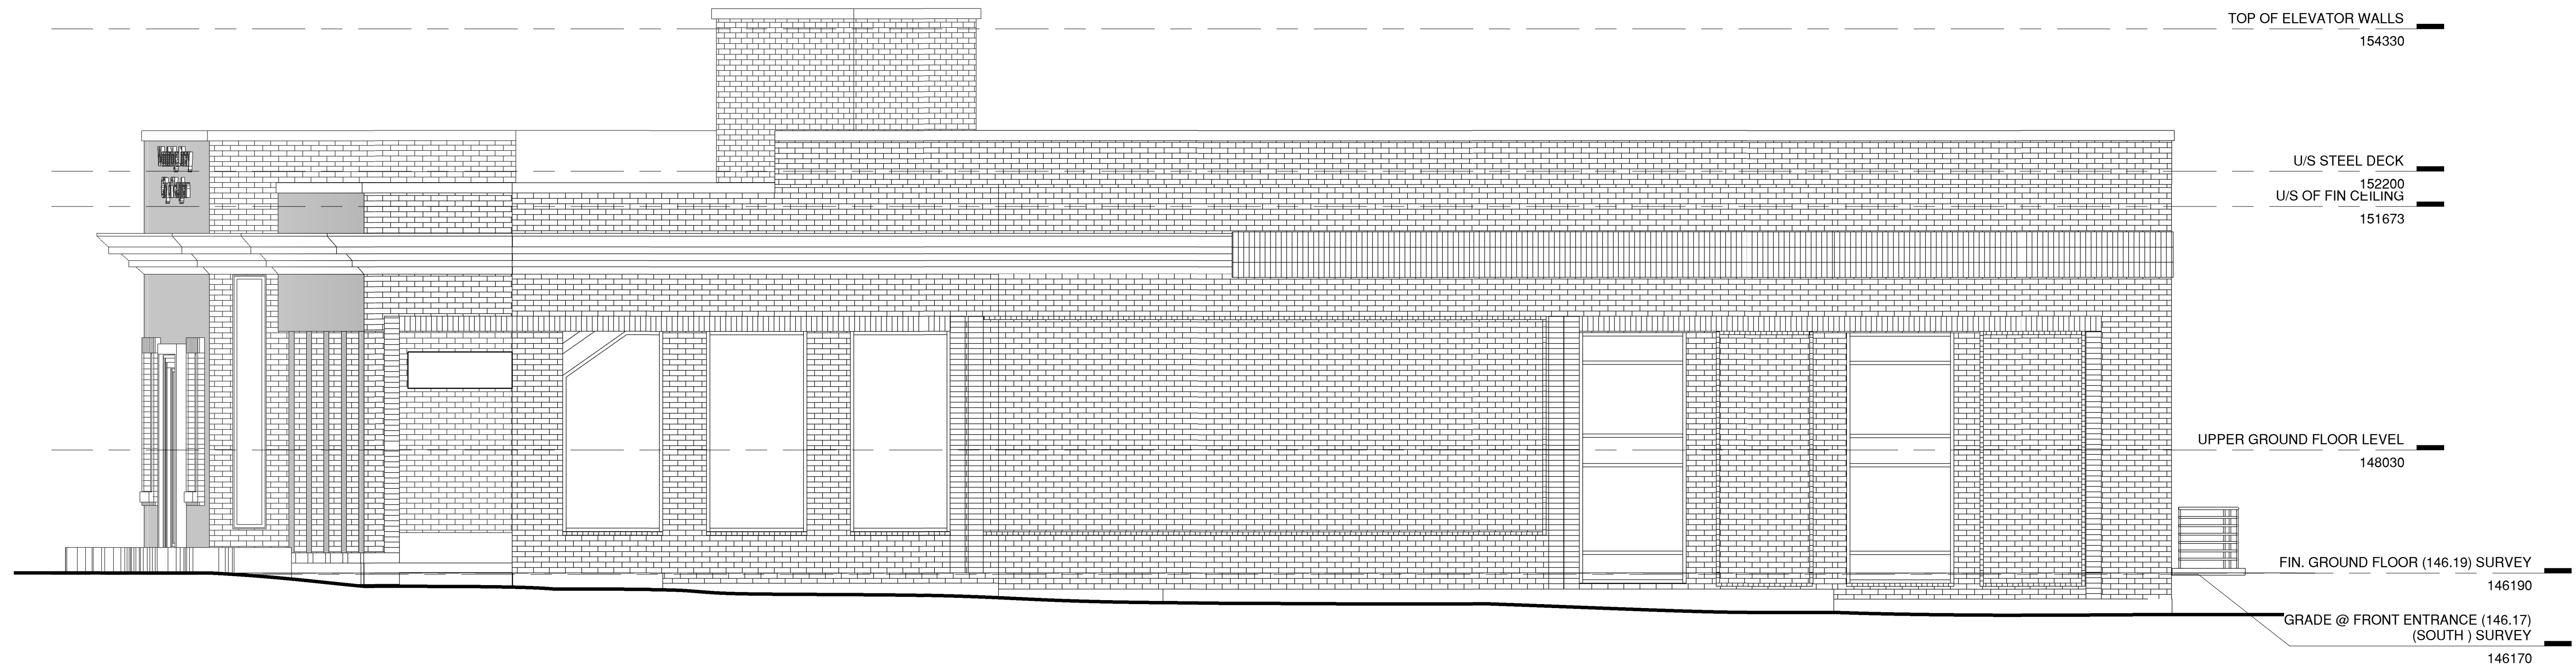 TOP OF ELEVATOR WALLS
154330
U/S STEEL DECK
152200
U/S OF FIN CEILING
151673
UPPER GROUND FLOOR LEVEL
148030
FIN. GROUND FLOOR (146.19) SURVEY
146190
GRADE @ FRONT ENTRANCE (146.17)
(SOUTH ) SURVEY
146170